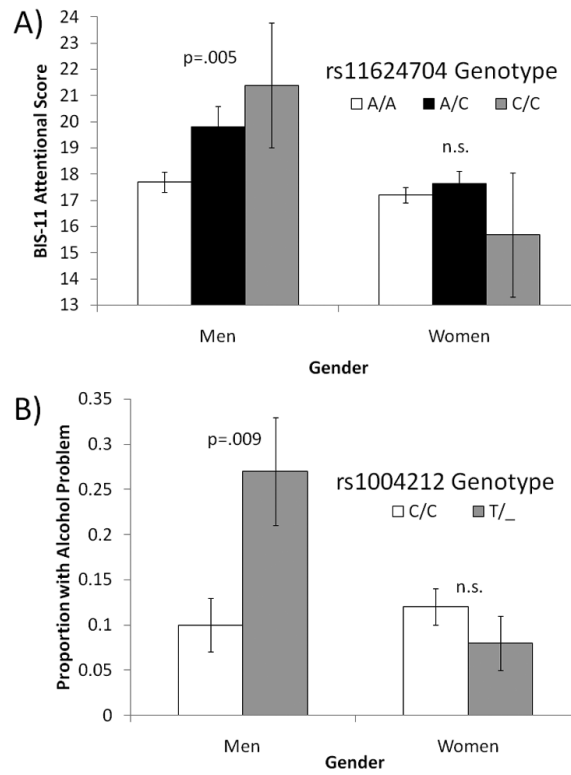 A)
BIS-11 Attentional Score
24
23
22
21
20
19
18
17
16
15
14
13
p=.005
rs11624704 Genotype
A/A A/C C/C
n.s.
Men Women
Gender
B)
Proportion with Alcohol Problem
0.35
0.3
0.25
0.2
0.15
0.1
0.05
0
p=.009
rs1004212 Genotype
C/C T/_
n.s.
Men Women
Gender